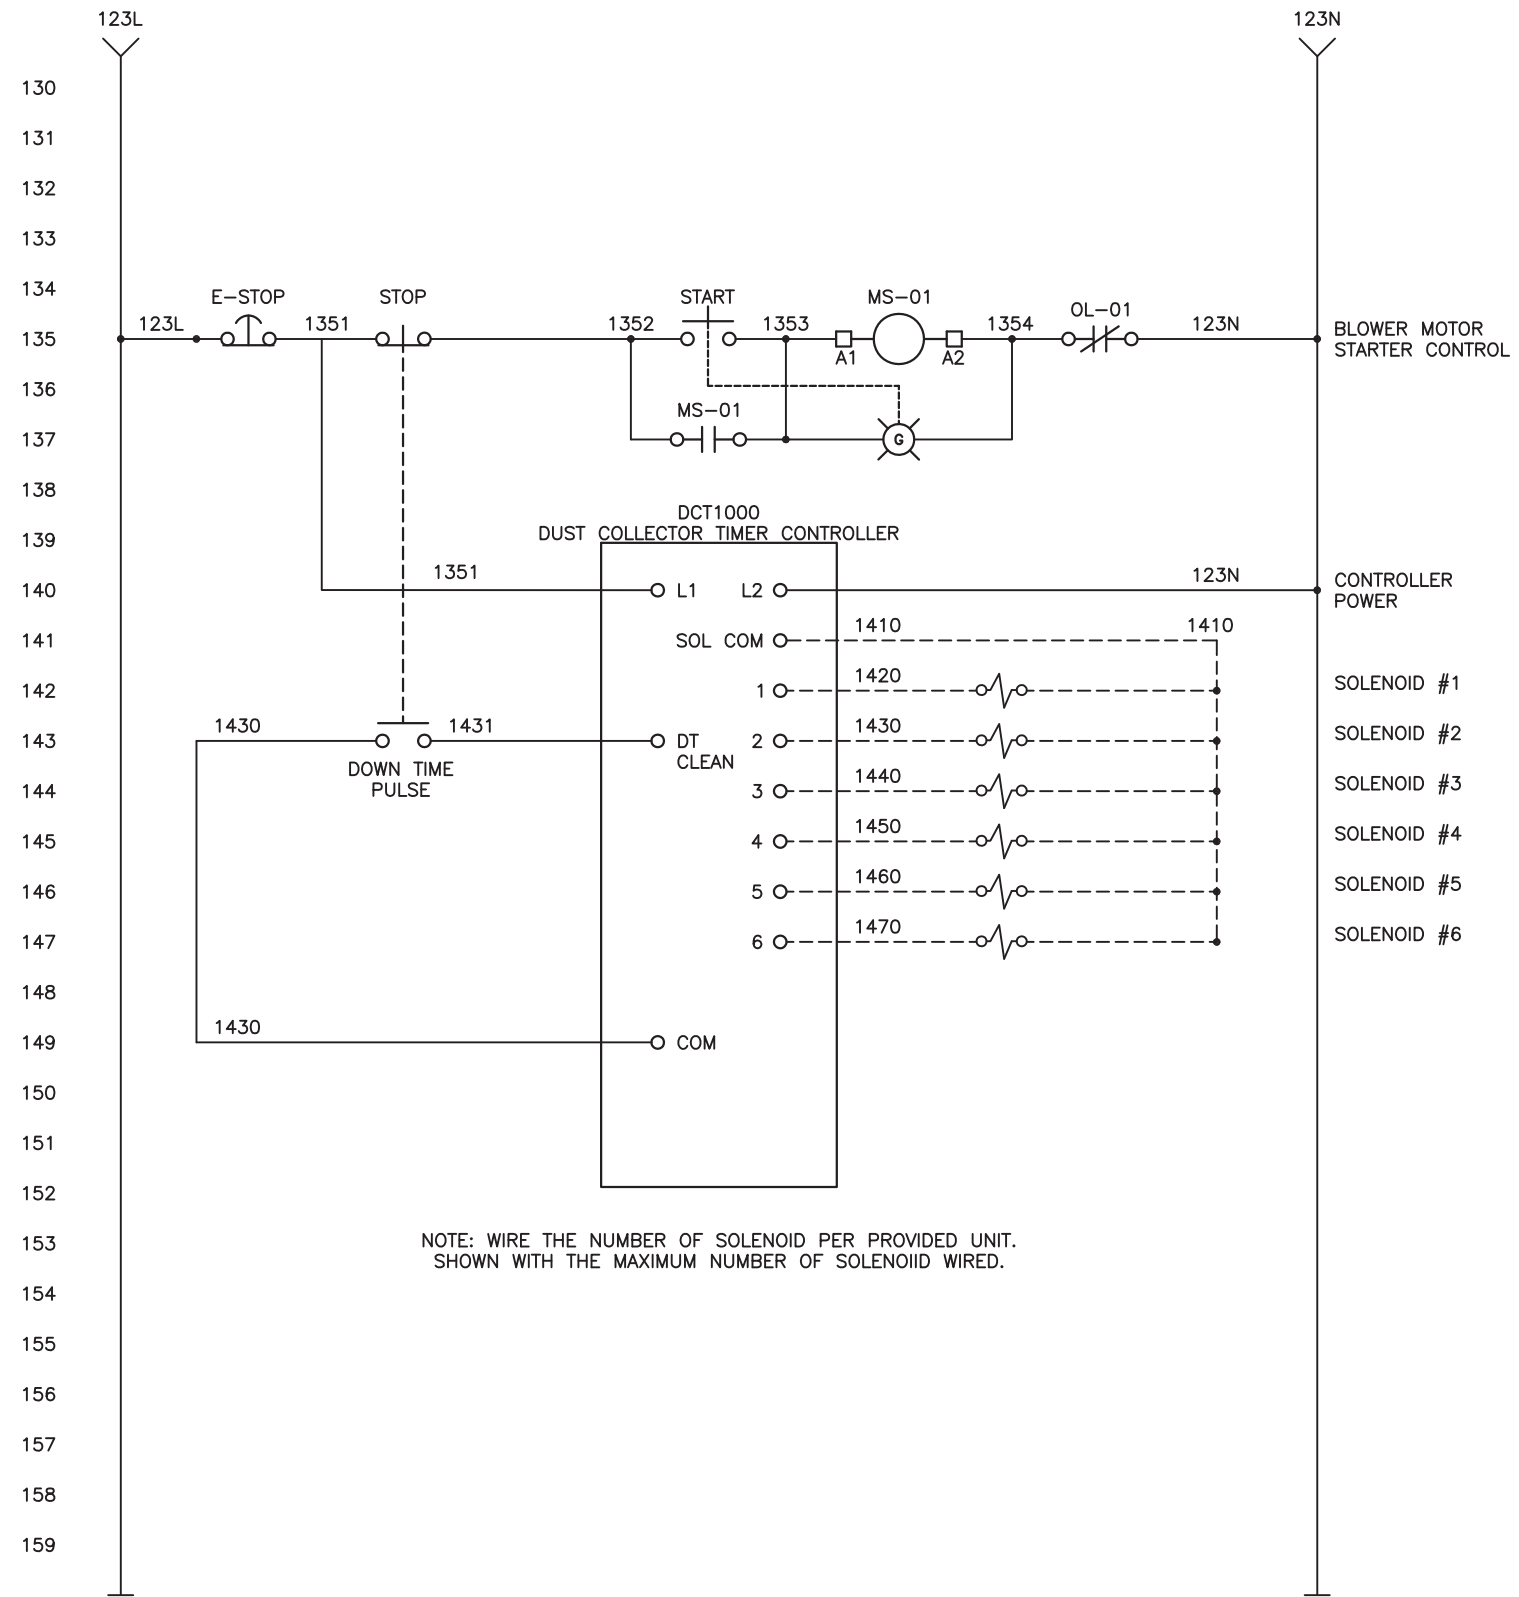 123L 123N
130
131
132
133
134
E-STOP STOP START MS-01 OL-01
123L 1351 1352 1353 1354 123N
135
A1 A2
BLOWER MOTOR
STARTER CONTROL
136
MS-01
137
G
138
DCT1000
139
DUST COLLECTOR TIMER CONTROLLER
1351 123N
140
L1 L2
CONTROLLER
POWER
1410 1410
141
SOL COM
1420
142
1
SOLENOID #1
1430 1431 1430
143
DT
CLEAN
2
SOLENOID #2
DOWN TIME
PULSE
1440
144
3
SOLENOID #3
1450
145
4
SOLENOID #4
1460
146
5
SOLENOID #5
1470
147
6
SOLENOID #6
148
1430
149
COM
150
151
152
153
NOTE: WIRE THE NUMBER OF SOLENOID PER PROVIDED UNIT.
SHOWN WITH THE MAXIMUM NUMBER OF SOLENOIID WIRED.
154
155
156
157
158
159